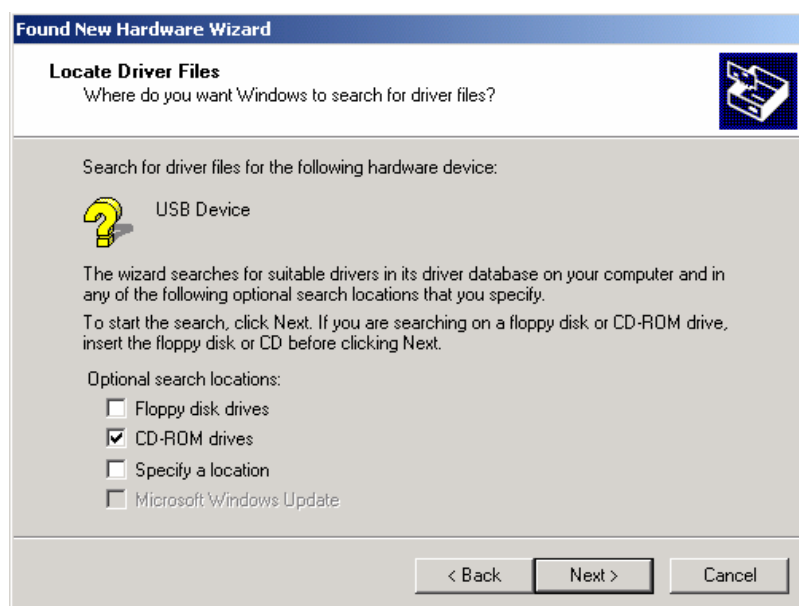 Found New Hardware Wizard
Locate Driver Files
Where do you want Windows to search for driver files?
Search for driver files for the following hardware device:
USB Device
The wizard searches for suitable drivers in its driver database on your computer and in
any of the following optional search locations that you specify.
To start the search, click Next. If you are searching on a floppy disk or CD-ROM drive,
insert the floppy disk or CD before clicking Next.
Optional search locations:
Floppy disk drives
CD-ROM drives
Specify a location
Microsoft Windows Update
< Back Next > Cancel